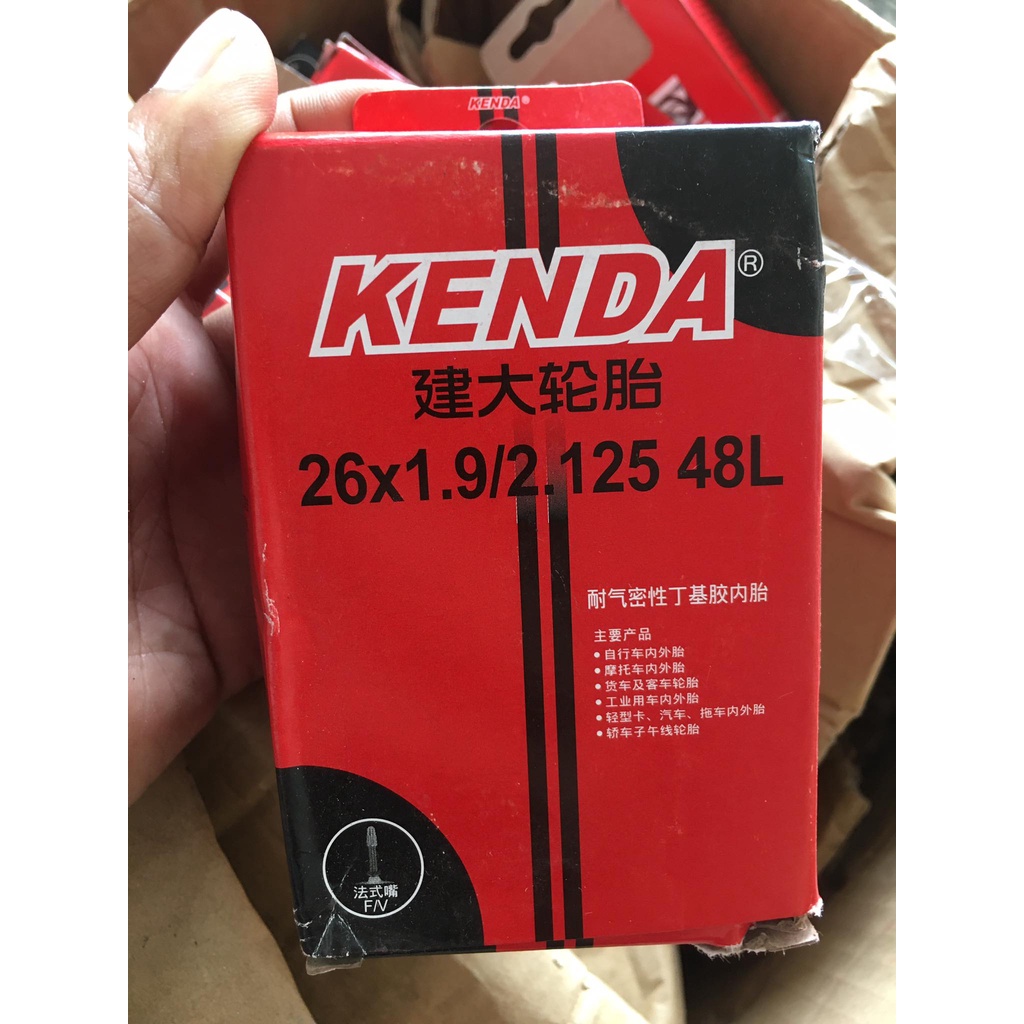 KENDA®
KENDA®
建大轮胎
26x1.9/2.125 48L
耐气密性丁基胶内胎
主要产品
• 自行车内外胎
• 摩托车内外胎
• 货车及客车轮胎
• 工业用车内外胎
• 轻型卡、汽车、拖车内外胎
• 轿车子午线轮胎
法式嘴
F/V